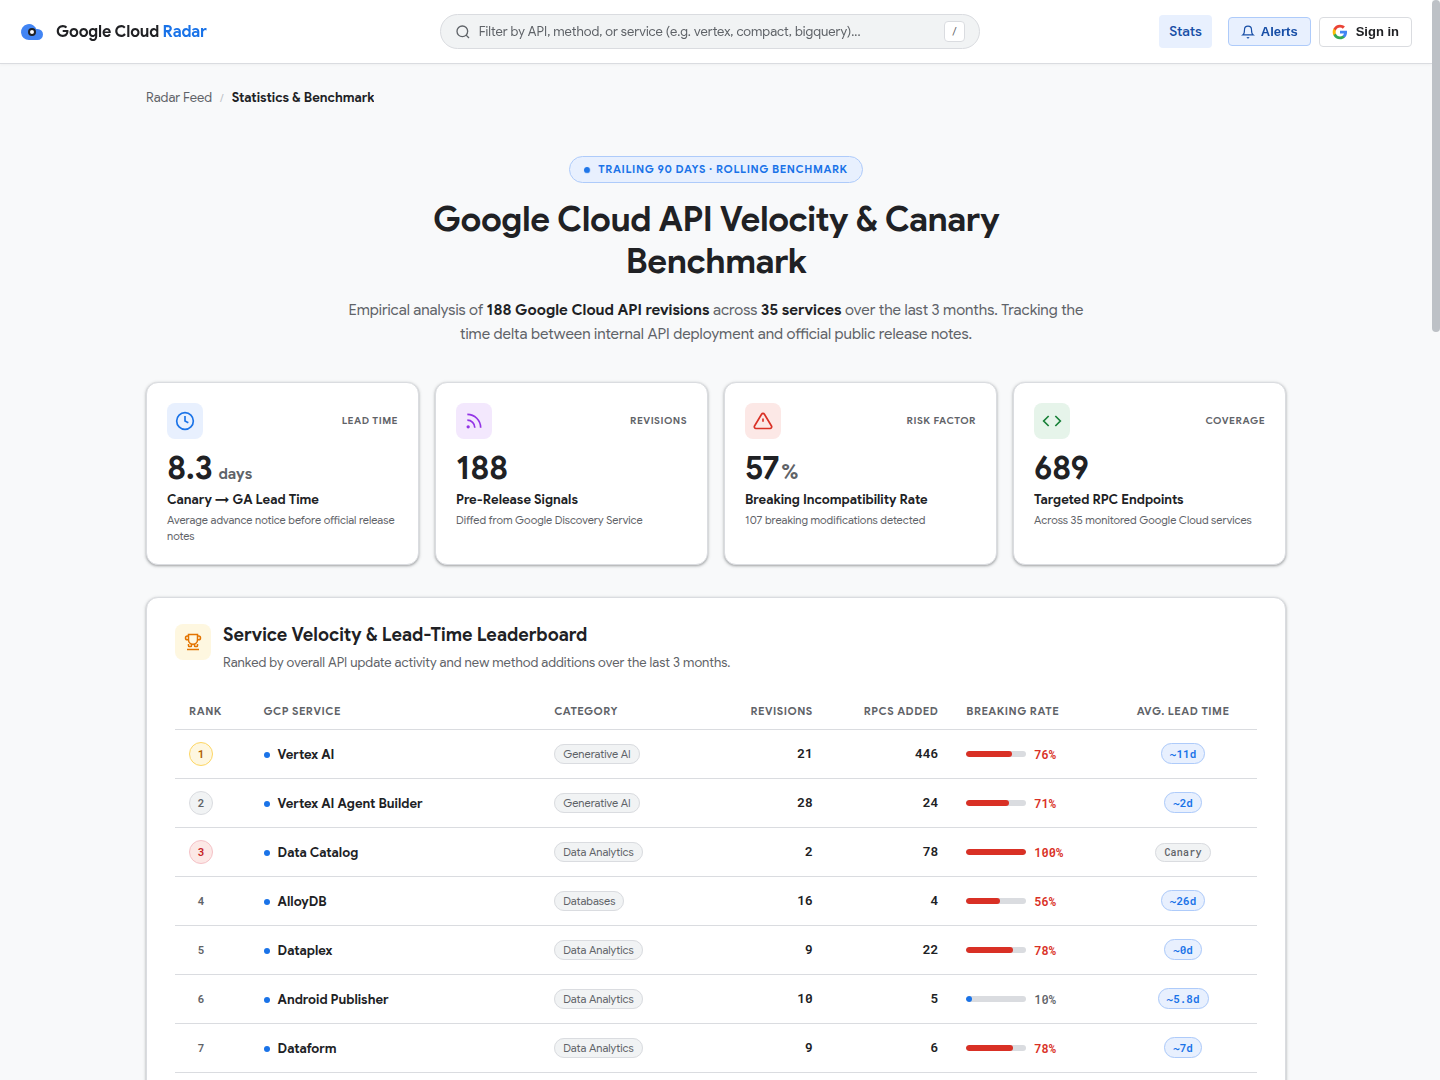 Google Cloud Radar
Filter by API, method, or service (e.g. vertex, compact, bigquery)...
/
Stats
Alerts
Sign in
Radar Feed / Statistics & Benchmark
TRAILING 90 DAYS · ROLLING BENCHMARK
Google Cloud API Velocity & Canary
Benchmark
Empirical analysis of 188 Google Cloud API revisions across 35 services over the last 3 months. Tracking the
time delta between internal API deployment and official public release notes.
LEAD TIME
8.3 days
Canary → GA Lead Time
Average advance notice before official release
notes
REVISIONS
188
Pre-Release Signals
Diffed from Google Discovery Service
RISK FACTOR
57%
Breaking Incompatibility Rate
107 breaking modifications detected
COVERAGE
689
Targeted RPC Endpoints
Across 35 monitored Google Cloud services
Service Velocity & Lead-Time Leaderboard
Ranked by overall API update activity and new method additions over the last 3 months.
RANK GCP SERVICE CATEGORY REVISIONS RPCS ADDED BREAKING RATE AVG. LEAD TIME
1 Vertex AI Generative AI 21 446 76% ~11d
2 Vertex AI Agent Builder Generative AI 28 24 71% ~2d
3 Data Catalog Data Analytics 2 78 100% Canary
4 AlloyDB Databases 16 4 56% ~26d
5 Dataplex Data Analytics 9 22 78% ~0d
6 Android Publisher Data Analytics 10 5 10% ~5.8d
7 Dataform Data Analytics 9 6 78% ~7d